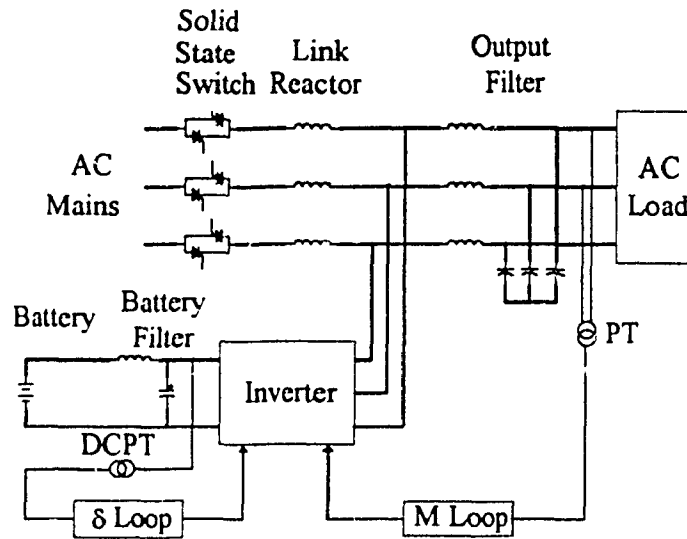 Solid
State
Switch
Link
Reactor
Output
Filter
AC
Mains
AC
Load
Battery
Battery
Filter
PT
Inverter
DCPT
δ Loop
M Loop